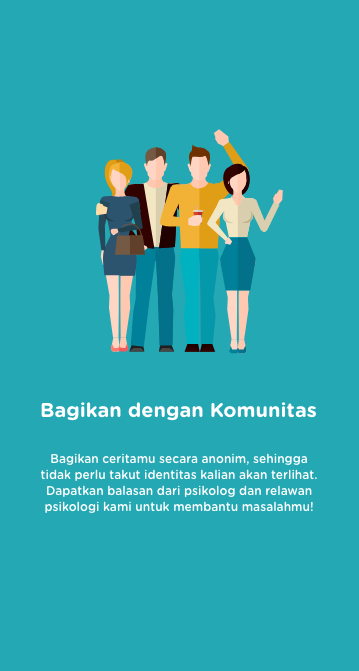 Bagikan dengan Komunitas
Bagikan ceritamu secara anonim, sehingga
tidak perlu takut identitas kalian akan terlihat.
Dapatkan balasan dari psikolog dan relawan
psikologi kami untuk membantu masalahmu!